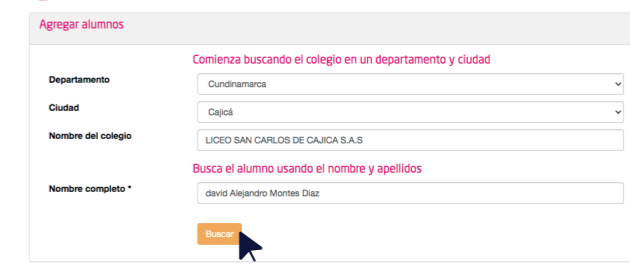 Agregar alumnos
Comienza buscando el colegio en un departamento y ciudad
Departamento
Cundinamarca
Ciudad
Cajicá
Nombre del colegio
LICEO SAN CARLOS DE CAJICA S.A.S
Busca el alumno usando el nombre y apellidos
Nombre completo *
david Alejandro Montes Diaz
Buscar